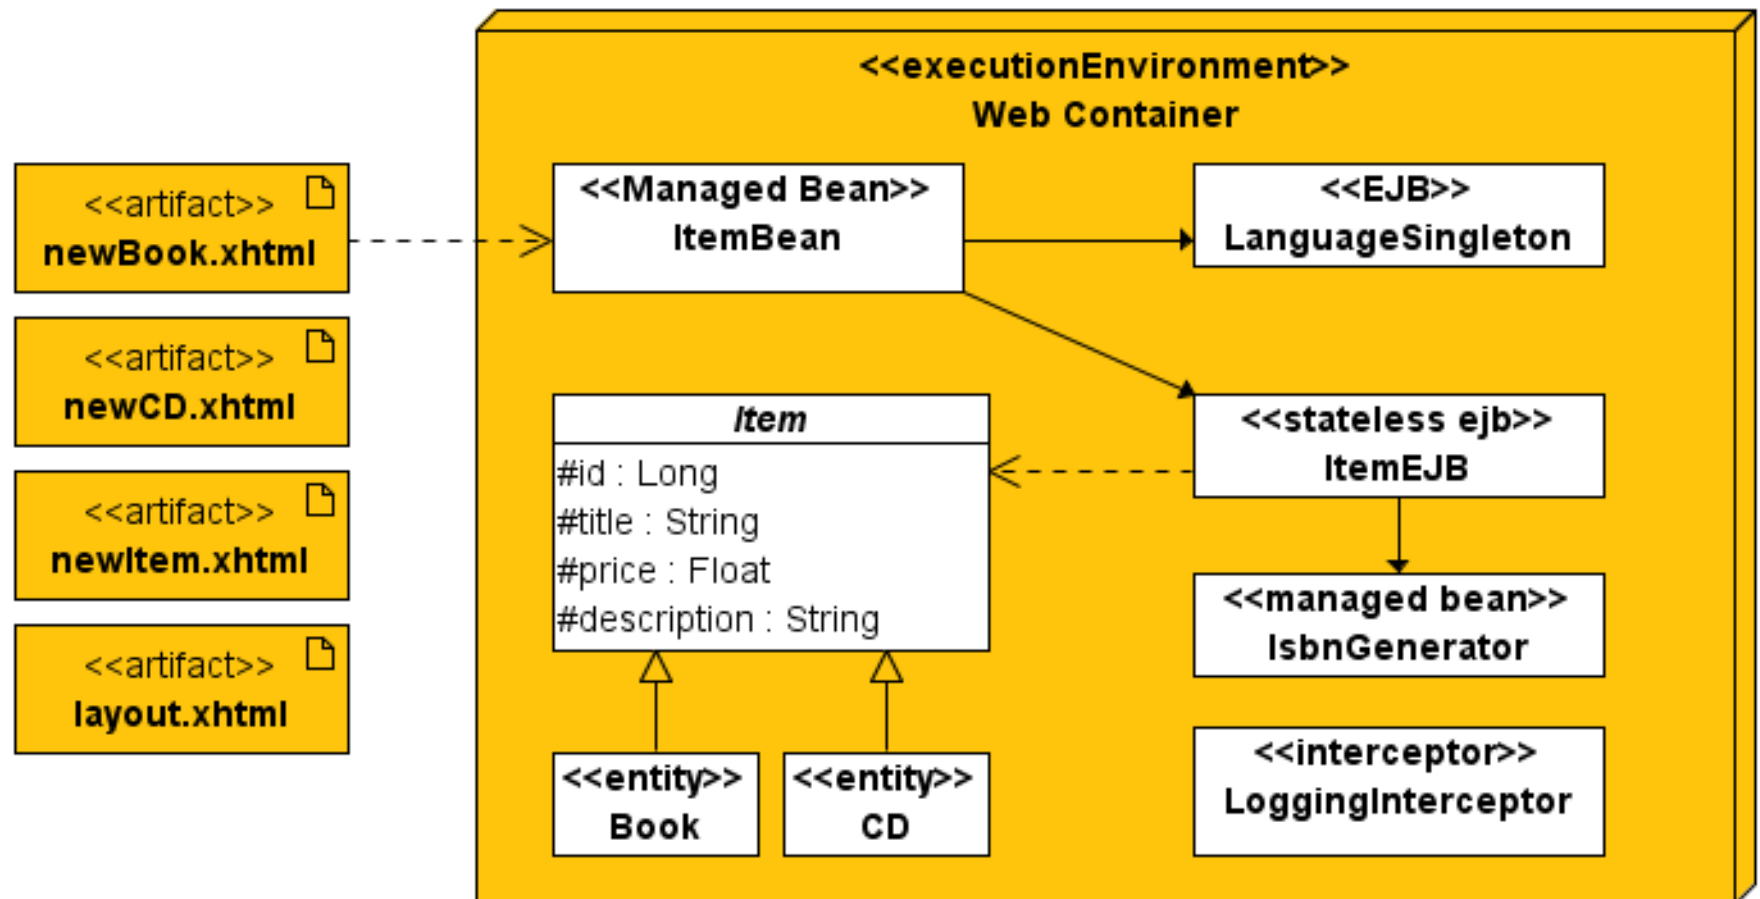 <<executionEnvironment>>
Web Container
<<artifact>>
newBook.xhtml
<<artifact>>
newCD.xhtml
<<artifact>>
newItem.xhtml
<<artifact>>
layout.xhtml
<<Managed Bean>>
ItemBean
<<EJB>>
LanguageSingleton
Item
#id : Long
#title : String
#price : Float
#description : String
<<stateless ejb>>
ItemEJB
<<managed bean>>
IsbnGenerator
<<entity>>
Book
<<entity>>
CD
<<interceptor>>
LoggingInterceptor